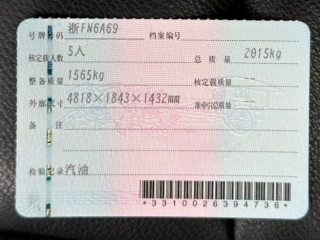 号牌号码 浙FN6A69 档案编号
核定载人数 5人 总质量 2015kg
整备质量 1565kg 核定载质量 --
外廓尺寸 4818×1843×1432mm 准牵引总质量 --
备注
检验记录 汽油
*3310026394736*